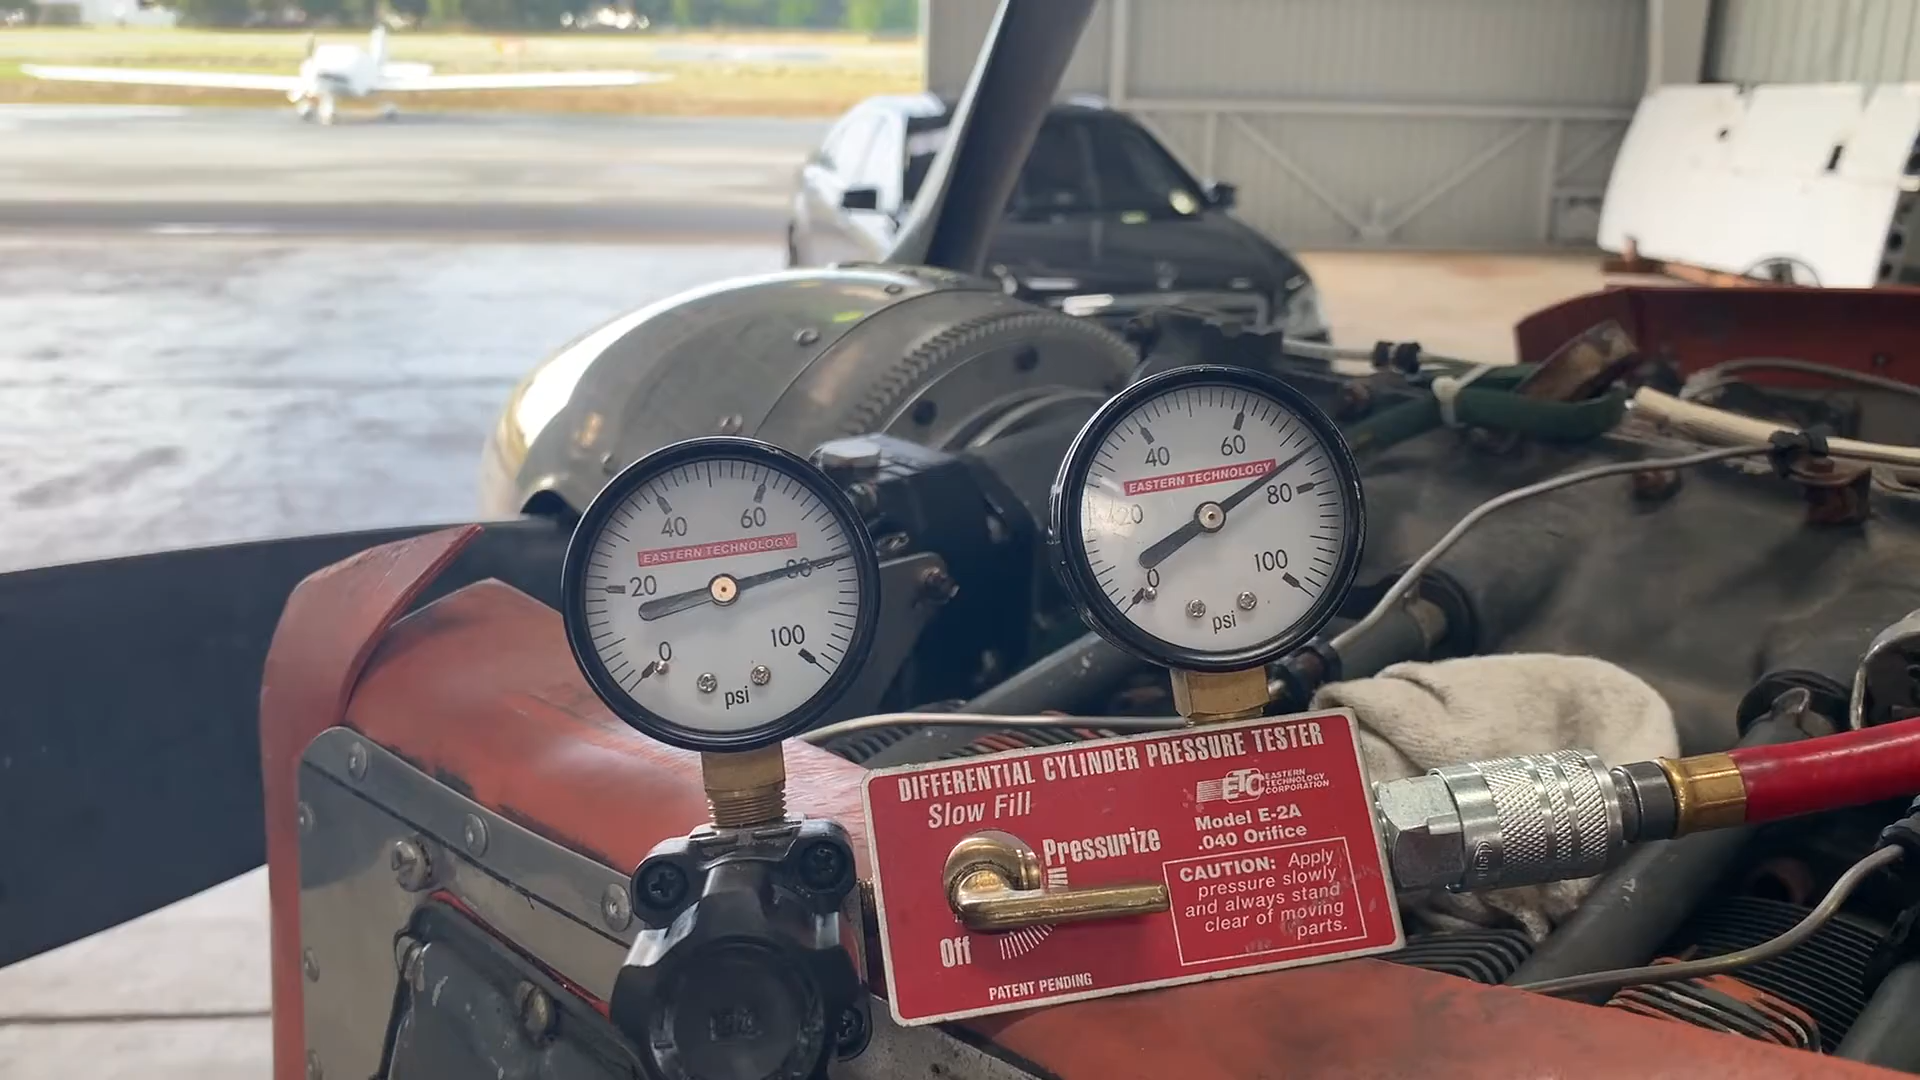 40
60
EASTERN TECHNOLOGY
20
80
0
100
psi
40
60
EASTERN TECHNOLOGY
20
80
0
100
psi
DIFFERENTIAL CYLINDER PRESSURE TESTER
Slow Fill
ETC EASTERN
TECHNOLOGY
CORPORATION
Model E-2A
.040 Orifice
Pressurize
CAUTION: Apply
pressure slowly
and always stand
clear of moving
parts.
Off
PATENT PENDING